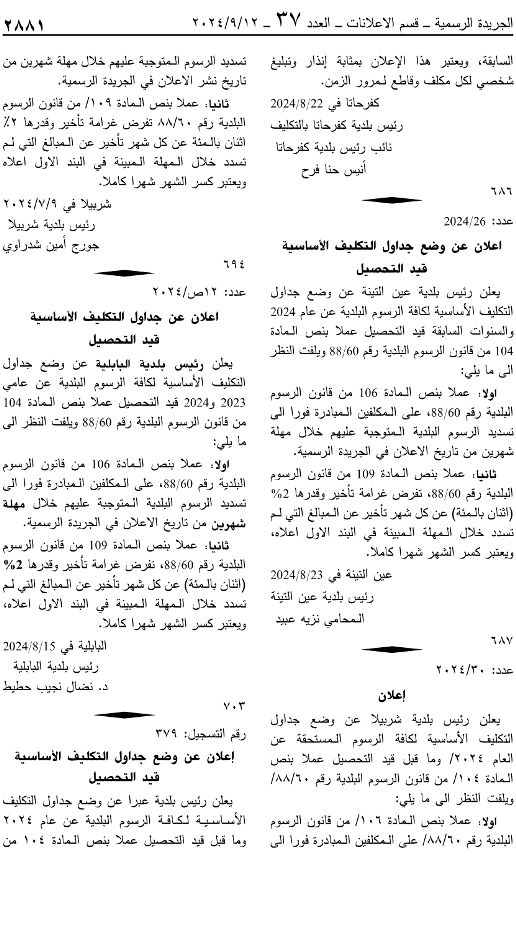 الجريدة الرسمية ــ قسم الاعلانات ــ العدد ٣٧ ــ ٢٠٢٤/٩/١٢
٢٨٨١
السابقة، ويعتبر هذا الإعلان بمثابة إنذار وتبليغ
شخصي لكل مكلف وقاطع لمرور الزمن.
كفرحاتا في 2024/8/22
رئيس بلدية كفرحاتا بالتكليف
نائب رئيس بلدية كفرحاتا
أنيس حنا فرح
٦٨٦
عدد: 2024/26
اعلان عن وضع جداول التكليف الأساسية
قيد التحصيل
يعلن رئيس بلدية عين التينة عن وضع جداول
التكليف الأساسية لكافة الرسوم البلدية عن عام 2024
والسنوات السابقة قيد التحصيل عملا بنص المادة
104 من قانون الرسوم البلدية رقم 88/60 ويلفت النظر
الى ما يلي:
اولا: عملا بنص المادة 106 من قانون الرسوم
البلدية رقم 88/60، على المكلفين المبادرة فورا الى
تسديد الرسوم البلدية المتوجبة عليهم خلال مهلة
شهرين من تاريخ الاعلان في الجريدة الرسمية.
ثانيا: عملا بنص المادة 109 من قانون الرسوم
البلدية رقم 88/60، تفرض غرامة تأخير وقدرها 2%
(اثنان بالمئة) عن كل شهر تأخير عن المبالغ التي لم
تسدد خلال المهلة المبينة في البند الاول اعلاه،
ويعتبر كسر الشهر شهرا كاملا.
عين التينة في 2024/8/23
رئيس بلدية عين التينة
المحامي نزيه عبيد
٦٨٧
عدد: ٢٠٢٤/٣٠
إعلان
يعلن رئيس بلدية شربيلا عن وضع جداول
التكليف الأساسية لكافة الرسوم المستحقة عن
العام ٢٠٢٤/ وما قبل قيد التحصيل عملا بنص
المادة ١٠٤/ من قانون الرسوم البلدية رقم ٨٨/٦٠/
ويلفت النظر الى ما يلي:
اولا: عملا بنص المادة ١٠٦/ من قانون الرسوم
البلدية رقم ٨٨/٦٠/ على المكلفين المبادرة فورا الى
تسديد الرسوم المتوجبة عليهم خلال مهلة شهرين من
تاريخ نشر الاعلان في الجريدة الرسمية.
ثانيا: عملا بنص المادة ١٠٩/ من قانون الرسوم
البلدية رقم ٨٨/٦٠ تفرض غرامة تأخير وقدرها ٢٪
اثنان بالمئة عن كل شهر تأخير عن المبالغ التي لم
تسدد خلال المهلة المبينة في البند الاول اعلاه
ويعتبر كسر الشهر شهرا كاملا.
شربيلا في ٢٠٢٤/٧/٩
رئيس بلدية شربيلا
جورج أمين شدراوي
٦٩٤
عدد: ١٢ص/٢٠٢٤
اعلان عن جداول التكليف الأساسية
قيد التحصيل
يعلن رئيس بلدية البابلية عن وضع جداول
التكليف الأساسية لكافة الرسوم البلدية عن عامي
2023 و2024 قيد التحصيل عملا بنص المادة 104
من قانون الرسوم البلدية رقم 88/60 ويلفت النظر الى
ما يلي:
اولا: عملا بنص المادة 106 من قانون الرسوم
البلدية رقم 88/60، على المكلفين المبادرة فورا الى
تسديد الرسوم البلدية المتوجبة عليهم خلال مهلة
شهرين من تاريخ الاعلان في الجريدة الرسمية.
ثانيا: عملا بنص المادة 109 من قانون الرسوم
البلدية رقم 88/60، تفرض غرامة تأخير وقدرها 2%
(اثنان بالمئة) عن كل شهر تأخير عن المبالغ التي لم
تسدد خلال المهلة المبينة في البند الاول اعلاه،
ويعتبر كسر الشهر شهرا كاملا.
البابلية في 2024/8/15
رئيس بلدية البابلية
د. نضال نجيب حطيط
٧٠٣
رقم التسجيل: ٣٧٩
إعلان عن وضع جداول التكليف الأساسية
قيد التحصيل
يعلن رئيس بلدية عبرا عن وضع جداول التكليف
الأساسية لكافة الرسوم البلدية عن عام ٢٠٢٤
وما قبل قيد التحصيل عملا بنص المادة ١٠٤ من